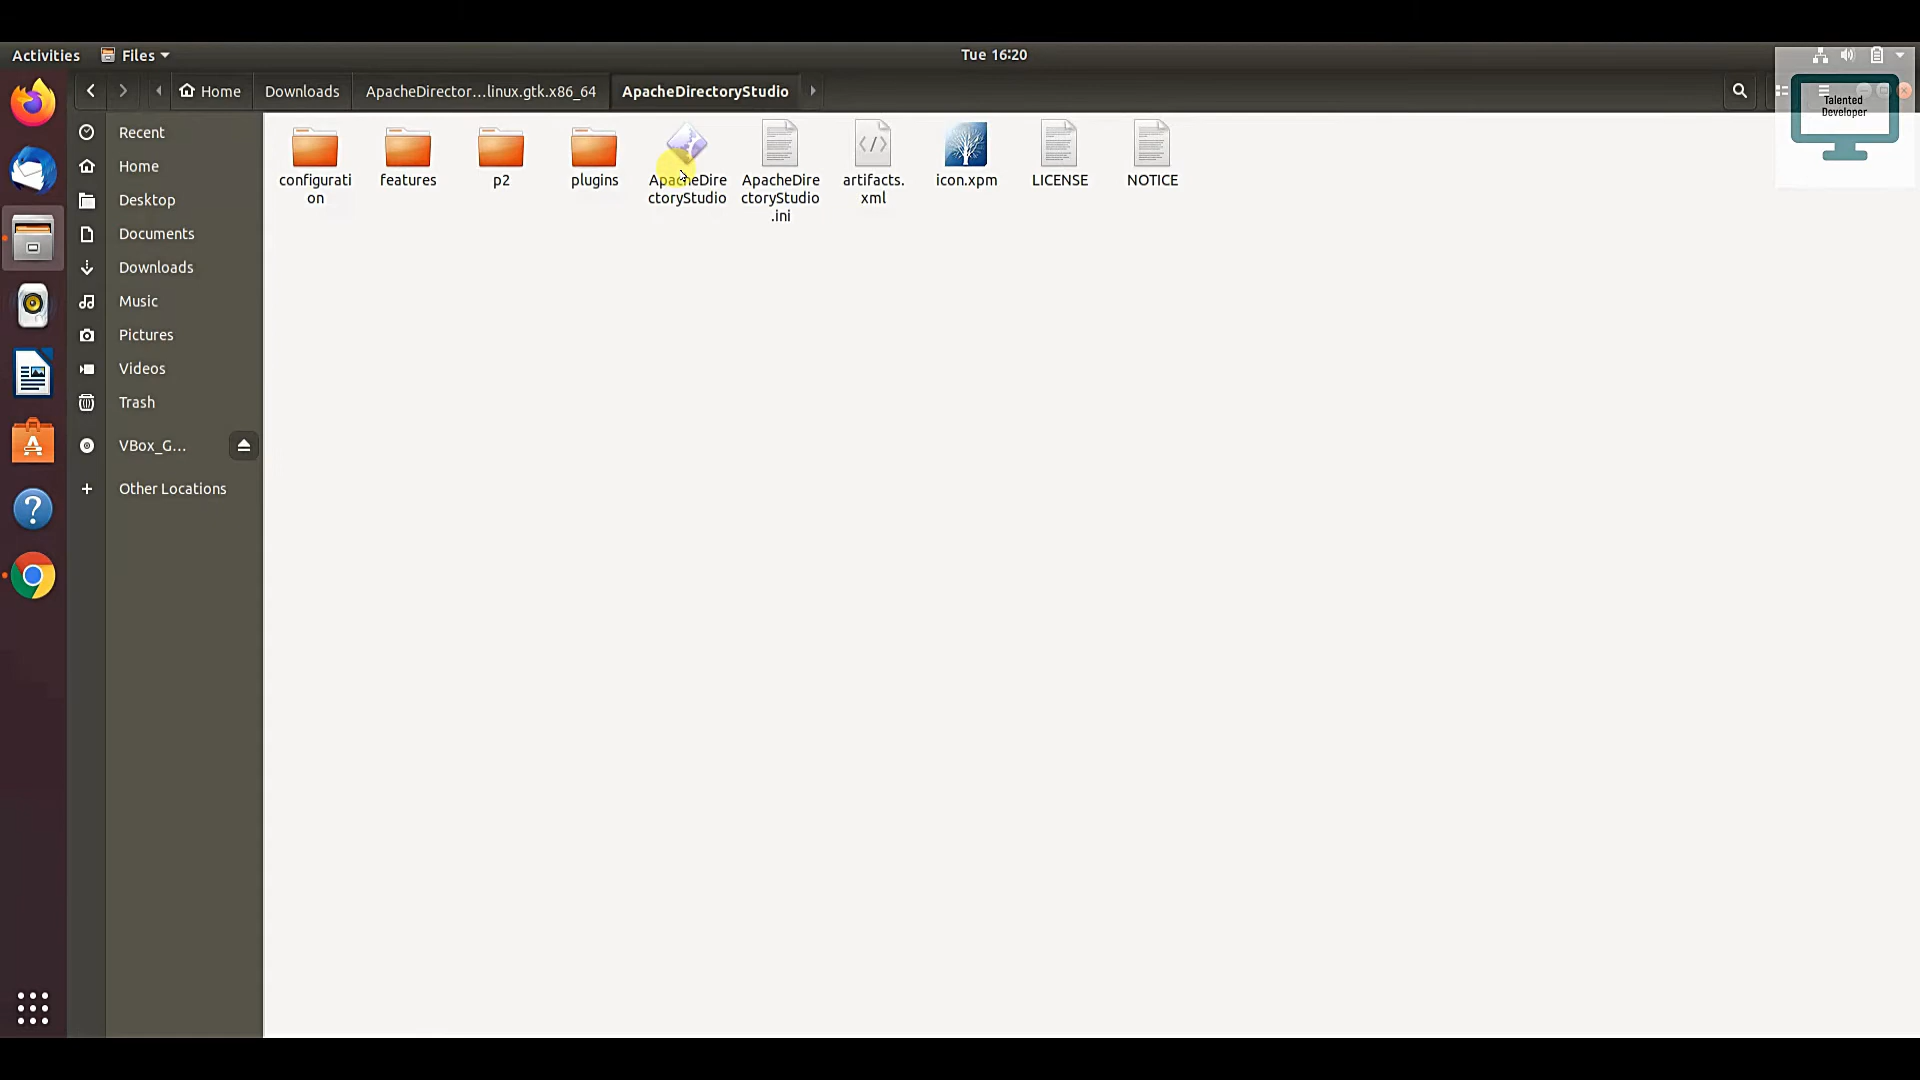 Activities
Files
Tue 16:20
Home
Downloads
ApacheDirector...linux.gtk.x86_64
ApacheDirectoryStudio
Talented
Developer
Recent
Home
Desktop
Documents
Downloads
Music
Pictures
Videos
Trash
VBox_G...
Other Locations
configurati
on
features
p2
plugins
ApacheDire
ctoryStudio
ApacheDire
ctoryStudio
.ini
artifacts.
xml
icon.xpm
LICENSE
NOTICE